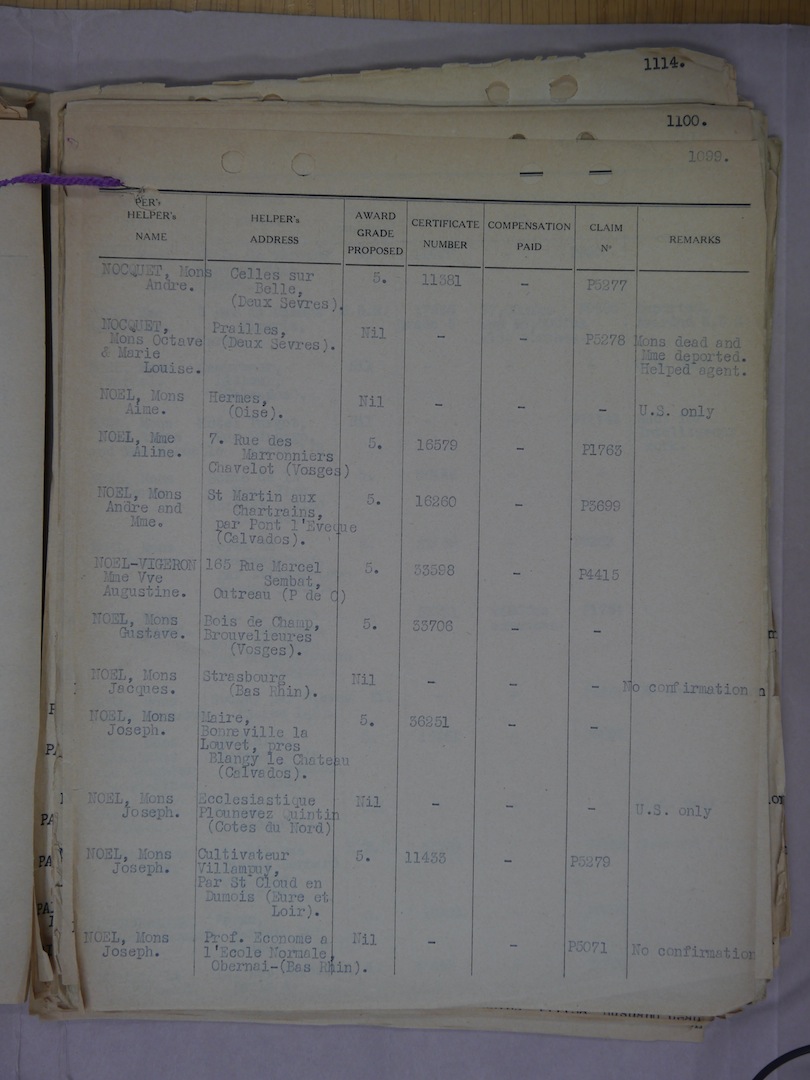 1114.
1100.
1099.
PER's
HELPER's NAME
HELPER's ADDRESS
AWARD GRADE PROPOSED
CERTIFICATE NUMBER
COMPENSATION PAID
CLAIM No
REMARKS
NOCQUET, Mons Celles sur 5. 11381 - P5277
Andre. Belle,
(Deux Sevres).
NOCQUET, Prailles, Nil - - P5278 Mons dead and
Mons Octave (Deux Sevres). Mme deported.
& Marie Helped agent.
Louise.
NOEL, Mons Hermes, Nil - - - U.S. only
Aime. (Oise).
NOEL, Mme 7. Rue des 5. 16579 - P1763
Aline. Marronniers
Chavelot (Vosges)
NOEL, Mons St Martin aux 5. 16260 - P3699
Andre and Chartrains,
Mme. par Pont l'Eveque
(Calvados).
NOEL-VIGERON 165 Rue Marcel 5. 33598 - P4415
Mme Vve Sembat,
Augustine. Outreau (P de C)
NOEL, Mons Bois de Champ, 5. 33706 - -
Gustave. Brouvelieures
(Vosges).
NOEL, Mons Strasbourg Nil - - - No confirmation
Jacques. (Bas Rhin).
NOEL, Mons Maire, 5. 36251 - -
Joseph. Bonneville la
Louvet, pres
Blangy le Chateau
(Calvados).
NOEL, Mons Ecclesiastique Nil - - - U.S. only
Joseph. Plounevez Quintin
(Cotes du Nord)
NOEL, Mons Cultivateur 5. 11433 - P5279
Joseph. Villampuy,
Par St Cloud en
Dumois (Eure et
Loir).
NOEL, Mons Prof. Econome a Nil - - P5071 No confirmation
Joseph. l'Ecole Normale,
Obernai-(Bas Rhin).